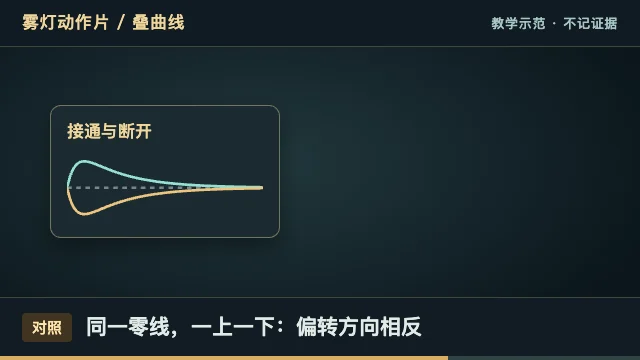 雾灯动作片 / 叠曲线
教学示范 · 不记证据
接通与断开
对照
同一零线，一上一下：偏转方向相反